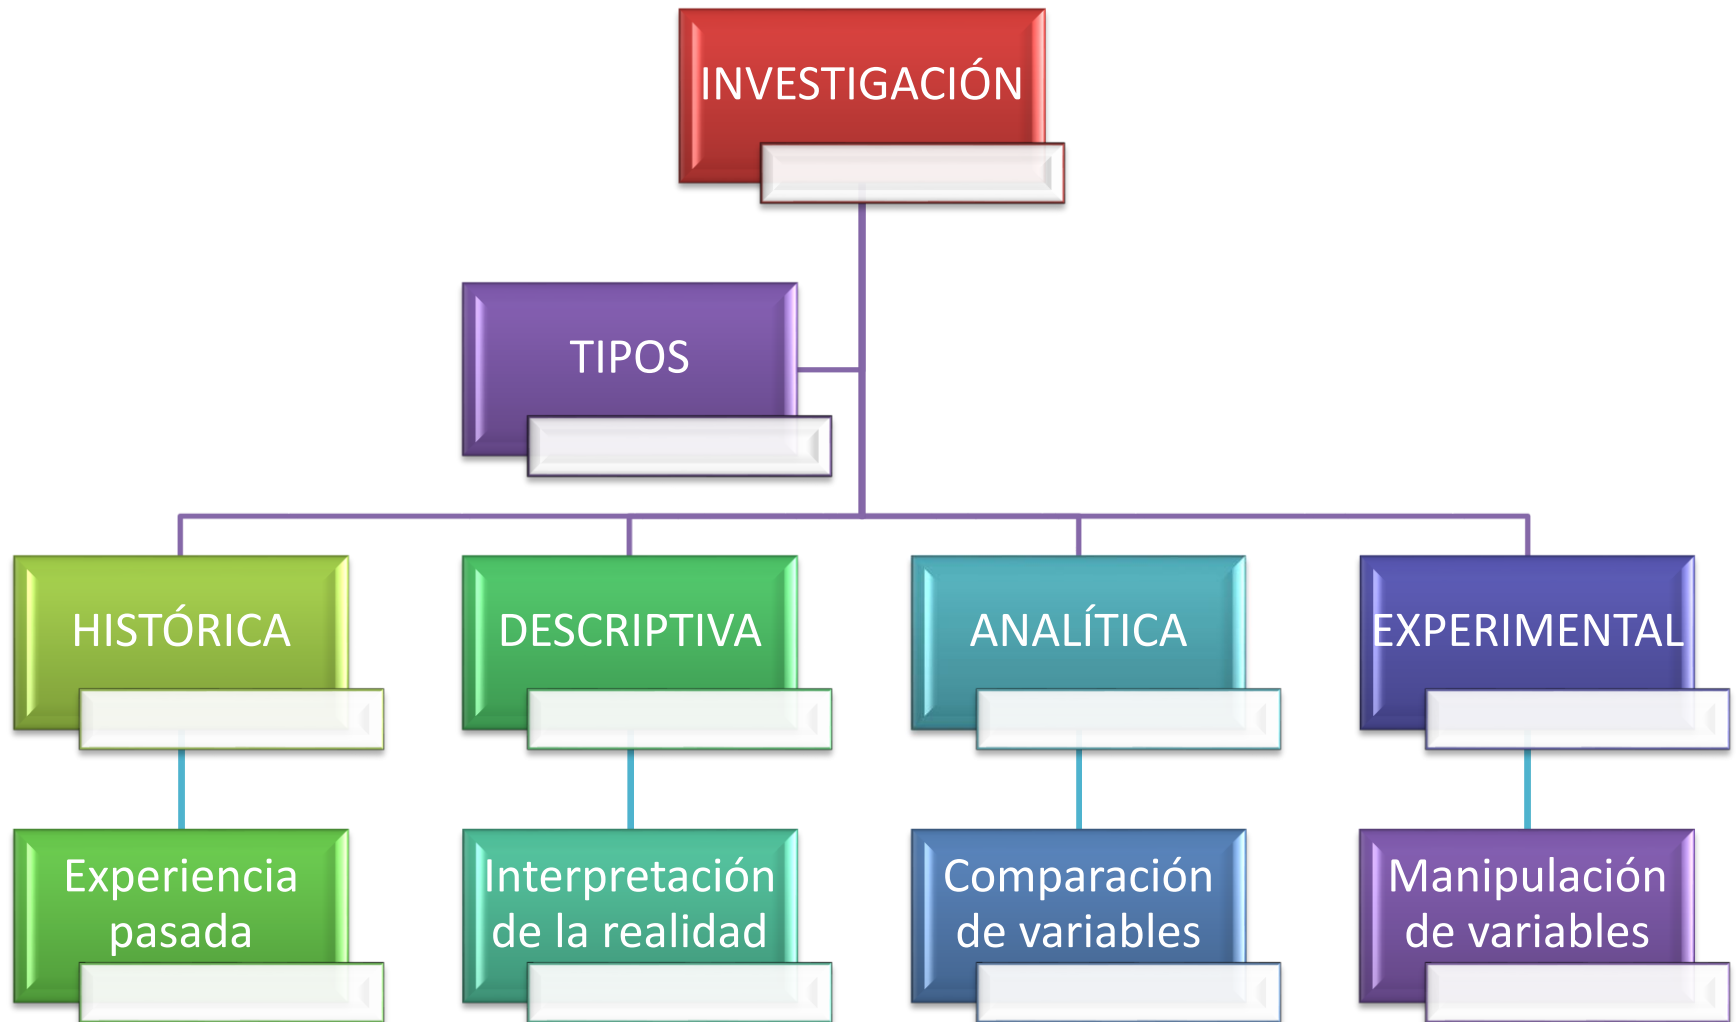 INVESTIGACIÓN
TIPOS
HISTÓRICA
DESCRIPTIVA
ANALÍTICA
EXPERIMENTAL
Experiencia
pasada
Interpretación
de la realidad
Comparación
de variables
Manipulación
de variables